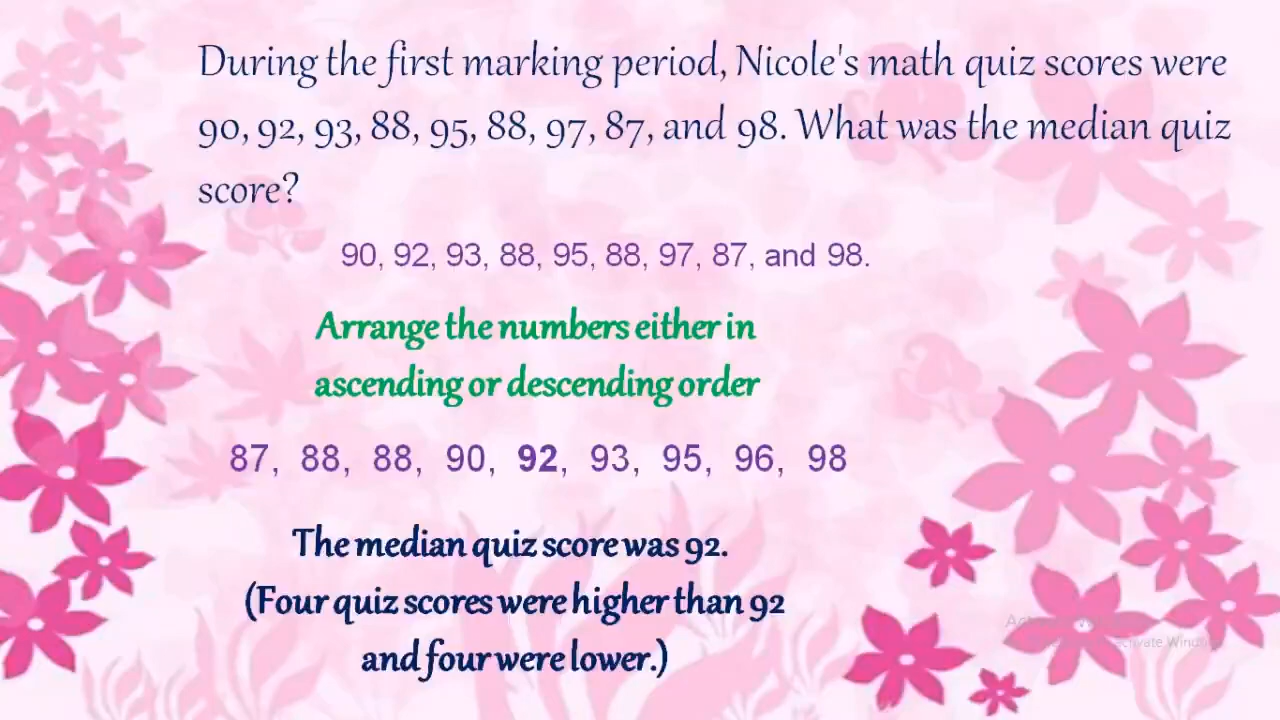 During the first marking period, Nicole's math quiz scores were
90, 92, 93, 88, 95, 88, 97, 87, and 98. What was the median quiz
score?
90, 92, 93, 88, 95, 88, 97, 87, and 98.
Arrange the numbers either in
ascending or descending order
87, 88, 88, 90, 92, 93, 95, 96, 98
The median quiz score was 92.
(Four quiz scores were higher than 92
and four were lower.)